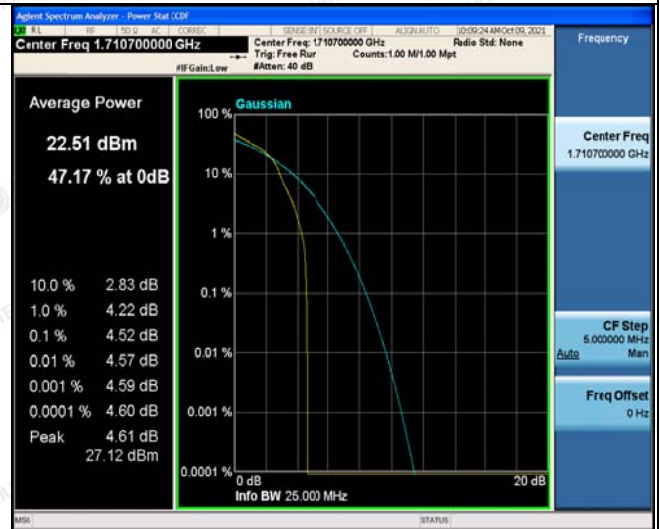 Agilent Spectrum Analyzer - Power Stat CCDF
RL RF 50 Ω AC CORREC SENSE:INT SOURCE OFF ALIGN AUTO 10:09:24 AM Oct 09, 2021
Center Freq 1.710700000 GHz
Center Freq: 1.710700000 GHz Radio Std: None
Trig: Free Run Counts:1.00 M/1.00 Mpt
#IFGain:Low #Atten: 40 dB
Frequency
Average Power
22.51 dBm
47.17 % at 0dB
10.0 % 2.83 dB
1.0 % 4.22 dB
0.1 % 4.52 dB
0.01 % 4.57 dB
0.001 % 4.59 dB
0.0001 % 4.60 dB
Peak 4.61 dB
27.12 dBm
Gaussian
100 %
10 %
1 %
0.1 %
0.01 %
0.001 %
0.0001 %
0 dB 20 dB
Info BW 25.000 MHz
Center Freq
1.710700000 GHz
CF Step
5.000000 MHz
Auto Man
Freq Offset
0 Hz
MSG STATUS